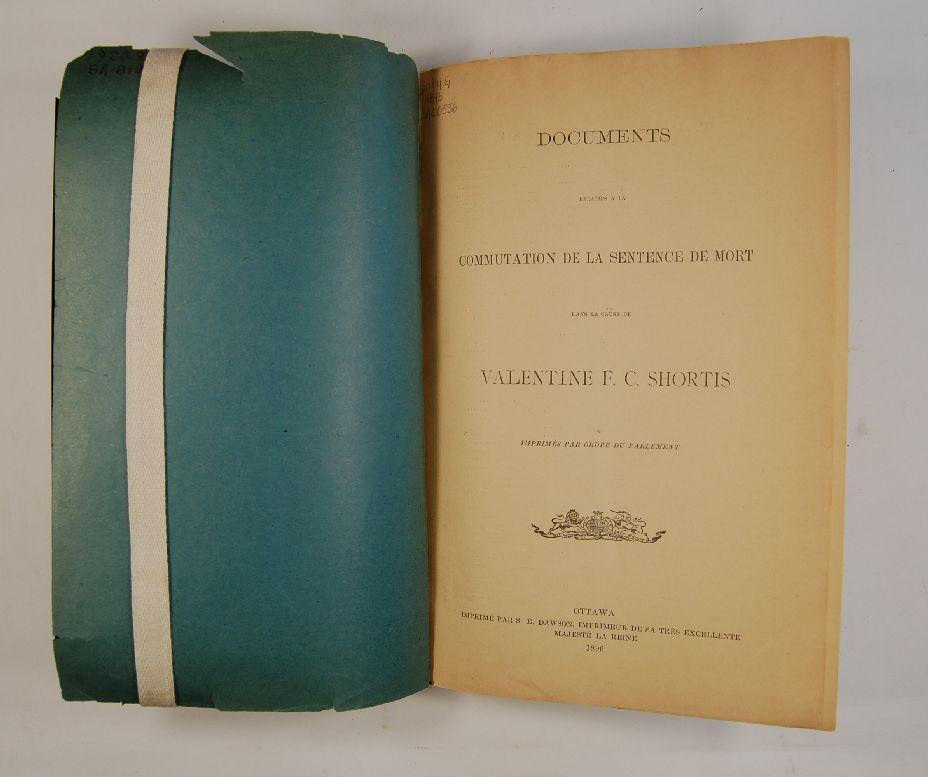 DOCUMENTS
RELATIFS À LA
COMMUTATION DE LA SENTENCE DE MORT
DANS LA CAUSE DE
VALENTINE F. C. SHORTIS
IMPRIMÉS PAR ORDRE DU PARLEMENT
OTTAWA
IMPRIMÉ PAR S. E. DAWSON, IMPRIMEUR DE SA TRÈS EXCELLENTE
MAJESTÉ LA REINE
1896